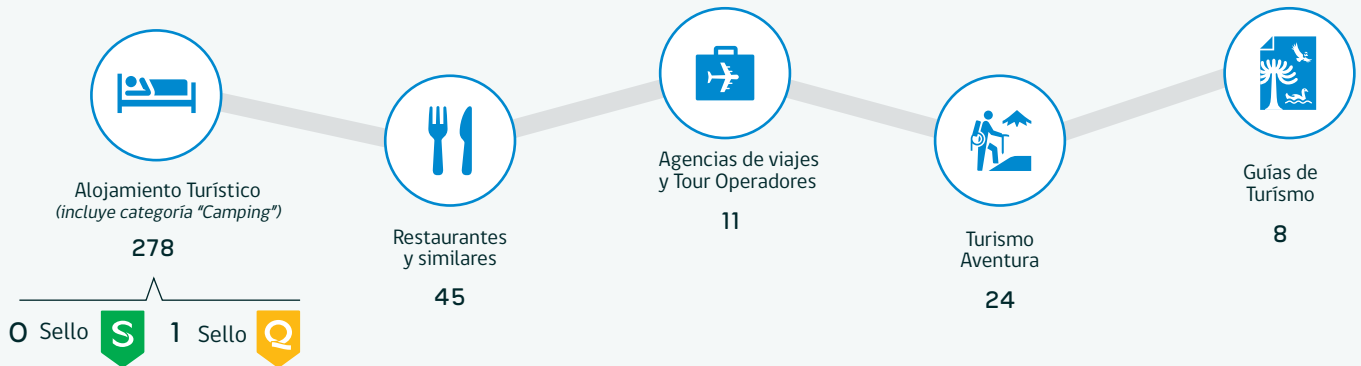 Alojamiento Turístico
(incluye categoría "Camping")
278
0 Sello S 1 Sello Q
Restaurantes
y similares
45
Agencias de viajes
y Tour Operadores
11
Turismo
Aventura
24
Guías de
Turísmo
8